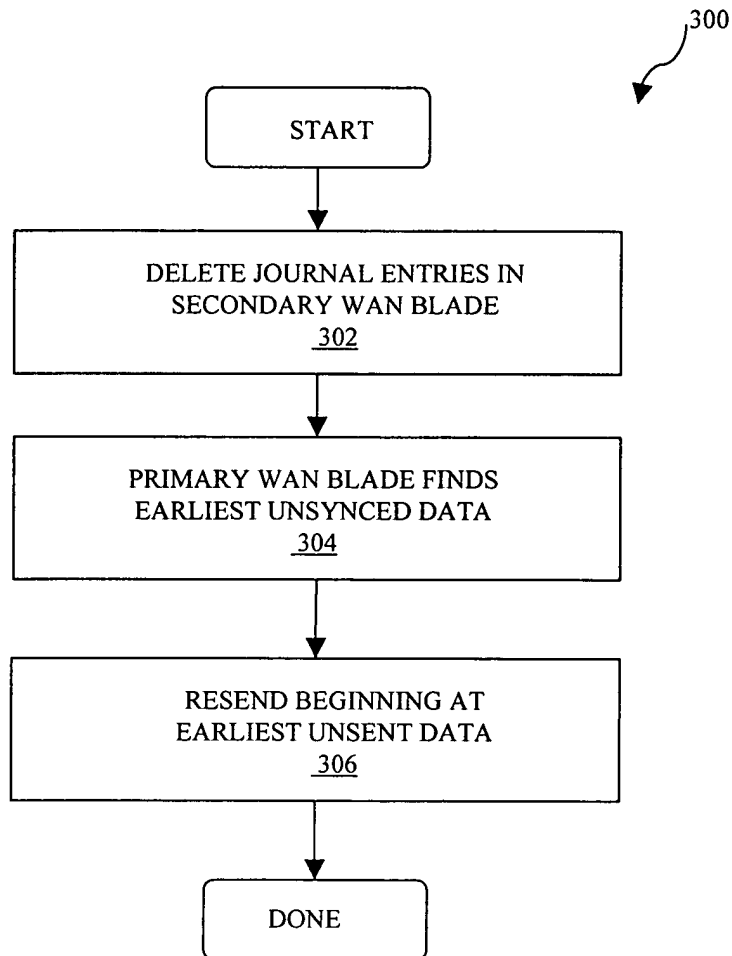 300
START
DELETE JOURNAL ENTRIES IN
SECONDARY WAN BLADE
302
PRIMARY WAN BLADE FINDS
EARLIEST UNSYNCED DATA
304
RESEND BEGINNING AT
EARLIEST UNSENT DATA
306
DONE